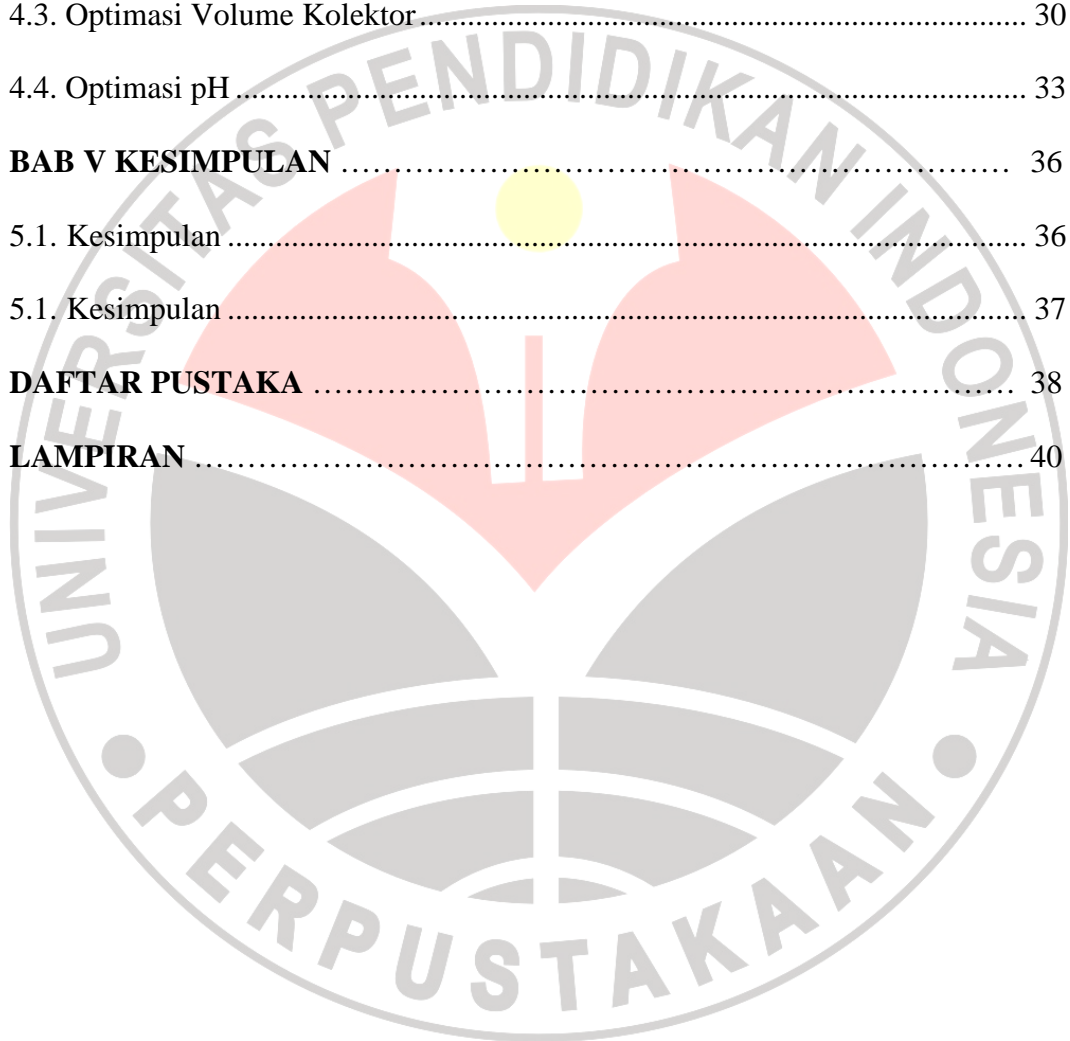 4.3. Optimasi Volume Kolektor.......................................................................... 30
4.4. Optimasi pH.................................................................................................. 33
BAB V KESIMPULAN ………………………………………………………… 36
5.1. Kesimpulan ................................................................................................... 36
5.1. Kesimpulan ................................................................................................... 37
DAFTAR PUSTAKA …………………………………………………………… 38
LAMPIRAN ……………………………………………………………………… 40
UNIVERSITAS PENDIDIKAN INDONESIA
PERPUSTAKAAN